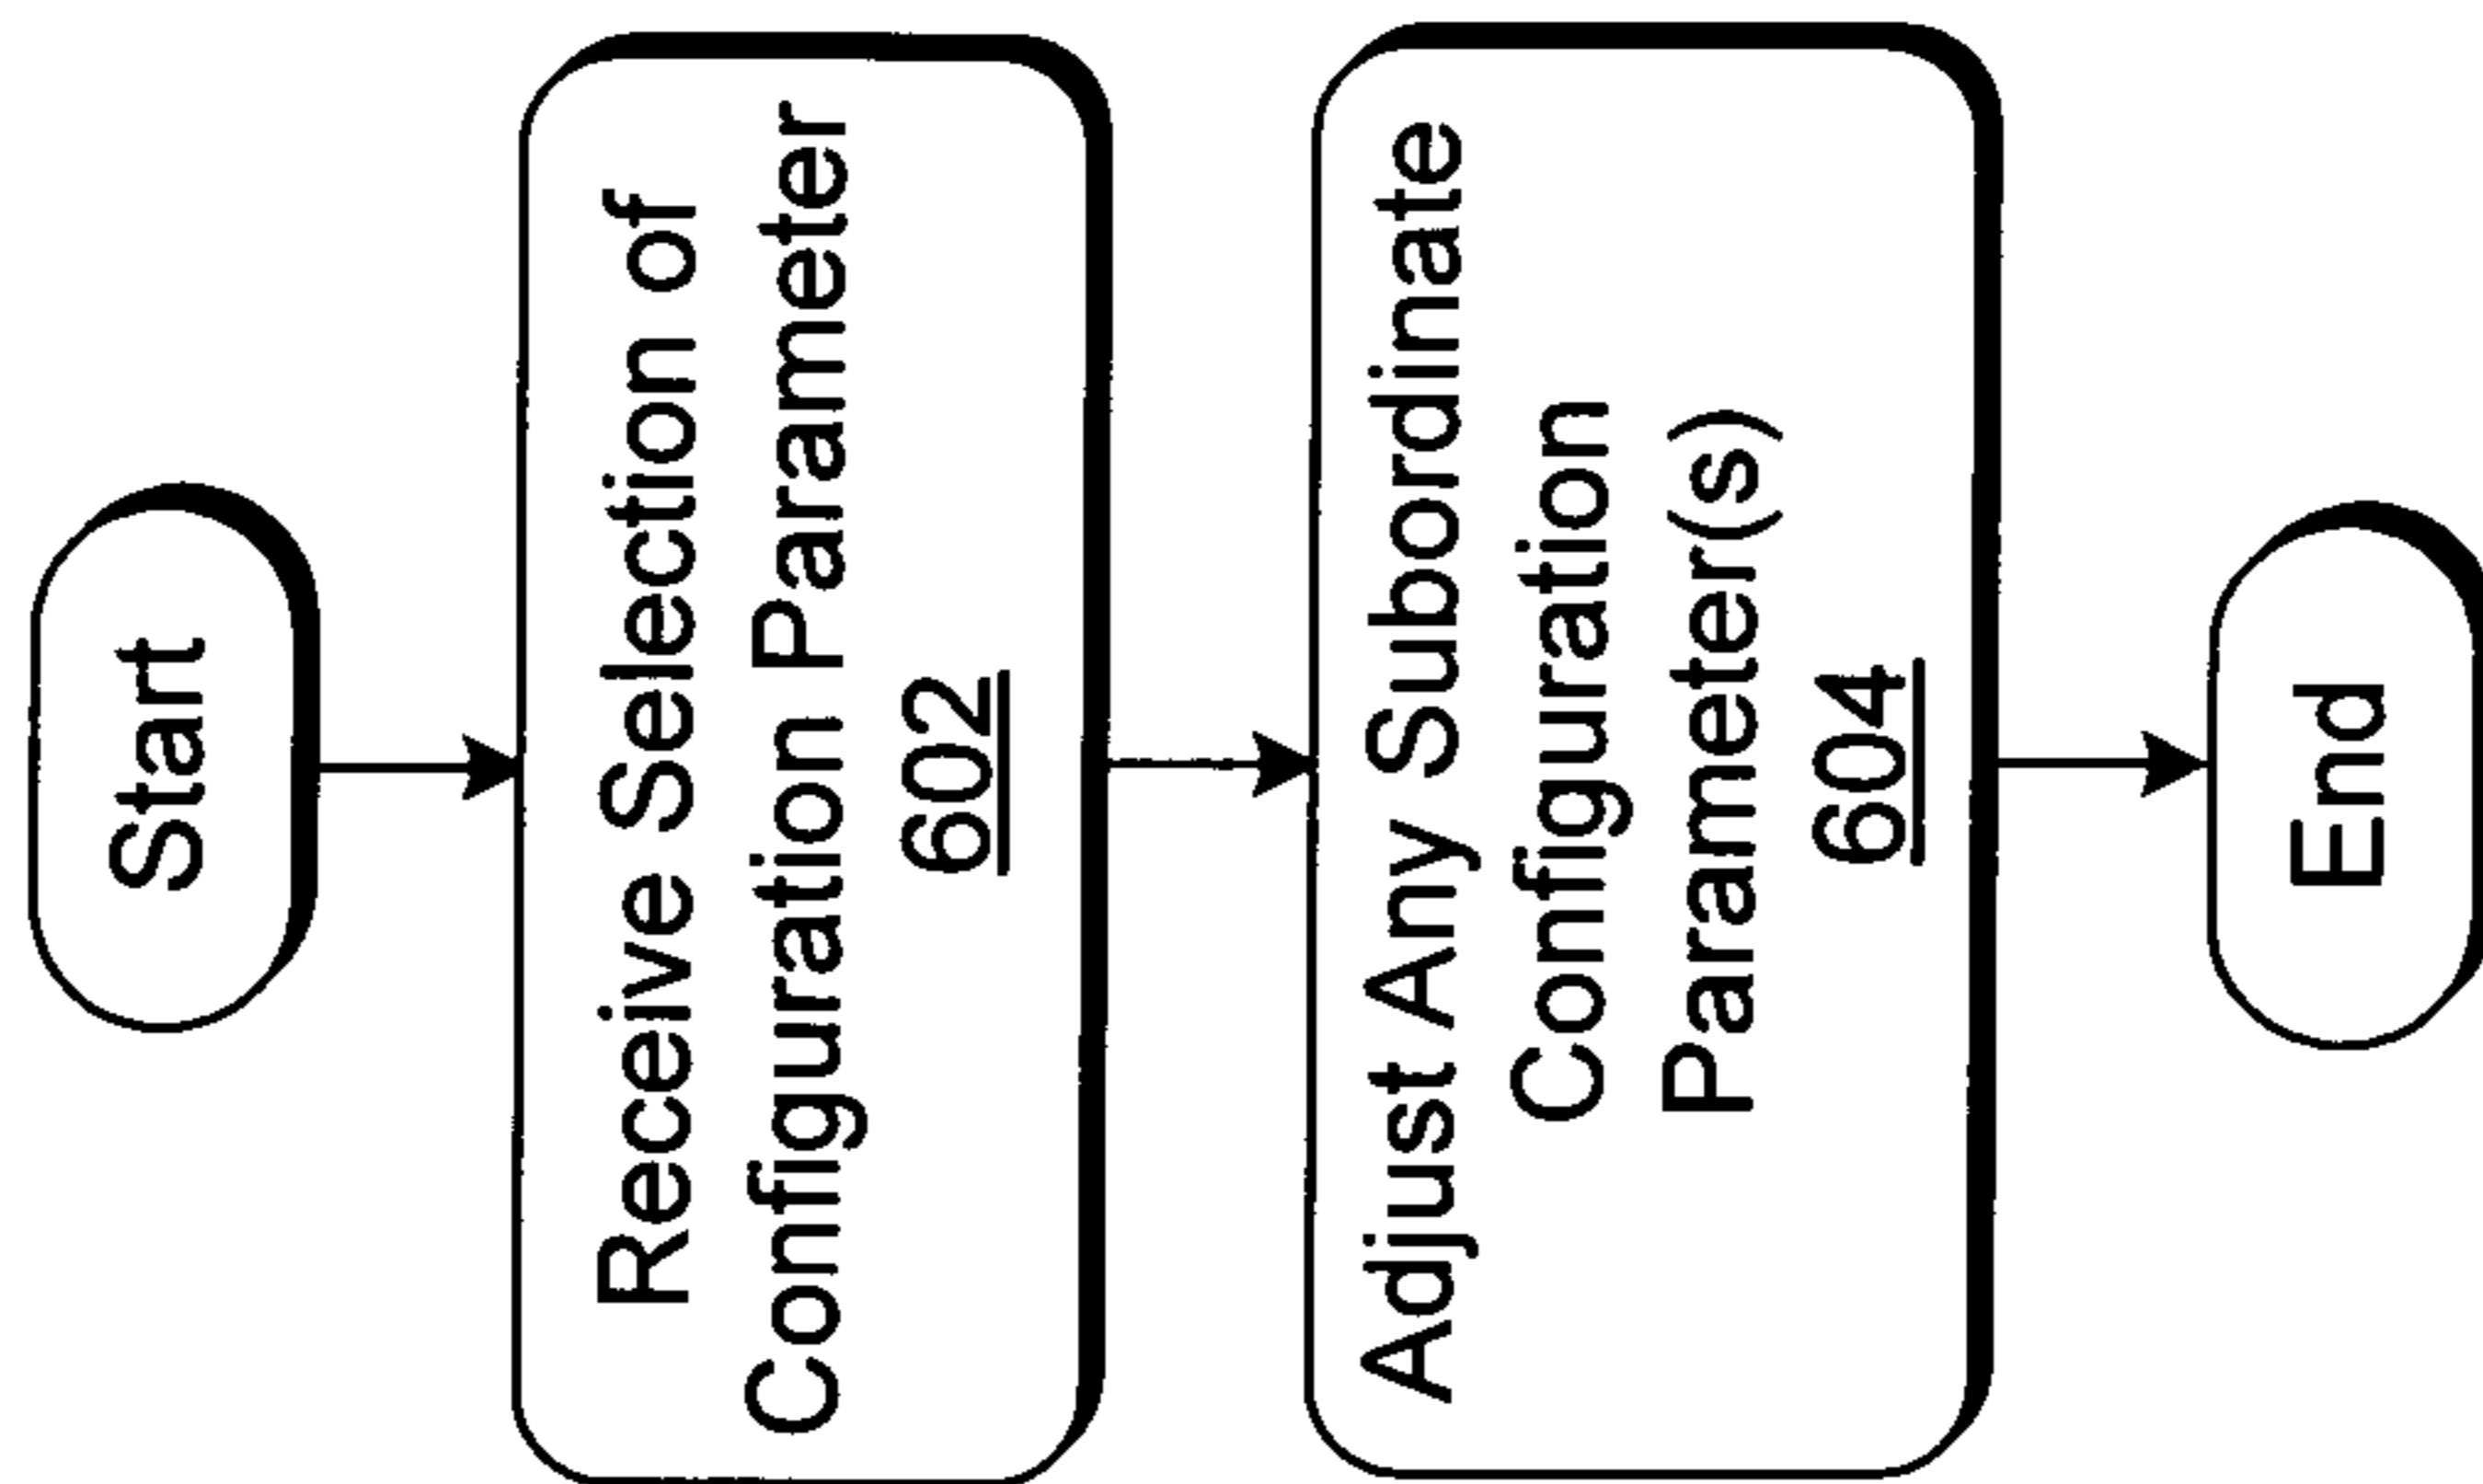 Start
Receive Selection of
Configuration Parameter
602
Adjust Any Subordinate
Configuration
Parameter(s)
604
End